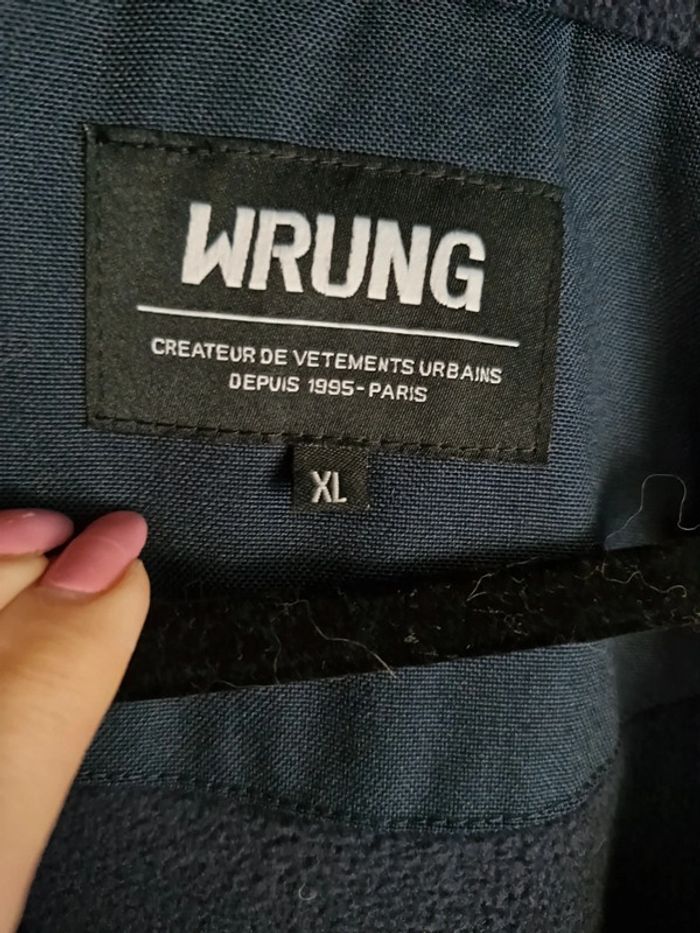 WRUNG
CREATEUR DE VETEMENTS URBAINS
DEPUIS 1995-PARIS
XL